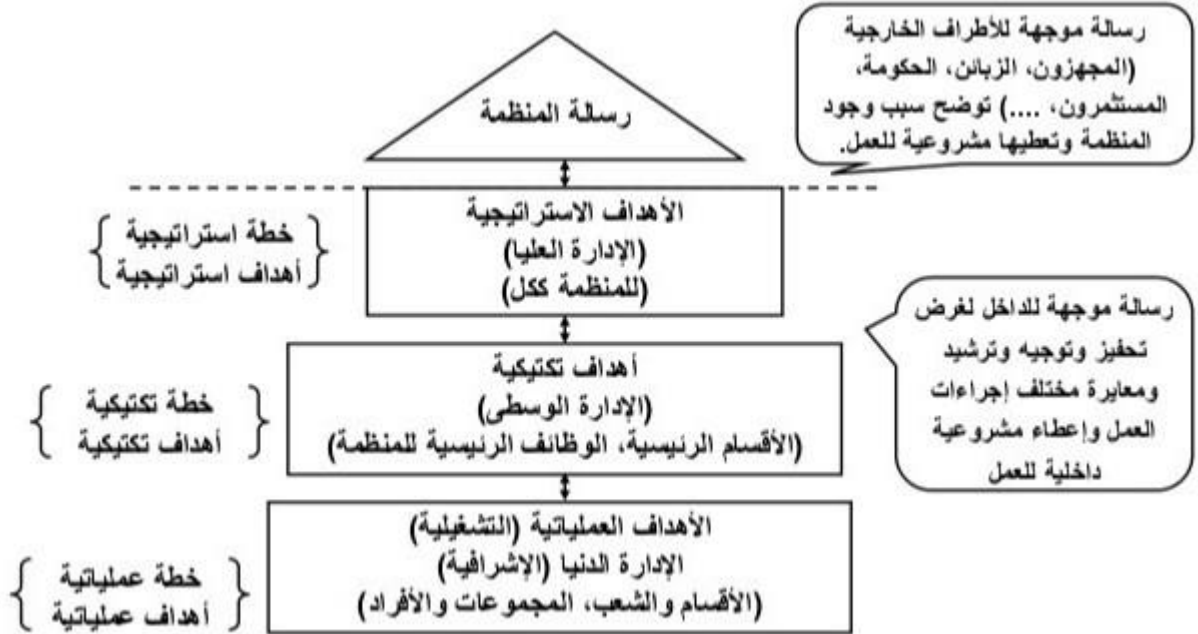 رسالة موجهة للأطراف الخارجية
(المجهزون، الزبائن، الحكومة،
المستثمرون، ....) توضح سبب وجود
المنظمة وتعطيها مشروعية للعمل.
رسالة المنظمة
الأهداف الاستراتيجية
(الإدارة العليا)
(للمنظمة ككل)
خطة استراتيجية
أهداف استراتيجية
رسالة موجهة للداخل لغرض
تحفيز وتوجيه وترشيد
ومعايرة مختلف إجراءات
العمل وإعطاء مشروعية
داخلية للعمل
أهداف تكتيكية
(الإدارة الوسطى)
(الأقسام الرئيسية، الوظائف الرئيسية للمنظمة)
خطة تكتيكية
أهداف تكتيكية
الأهداف العملياتية (التشغيلية)
الإدارة الدنيا (الإشرافية)
(الأقسام والشعب، المجموعات والأفراد)
خطة عملياتية
أهداف عملياتية